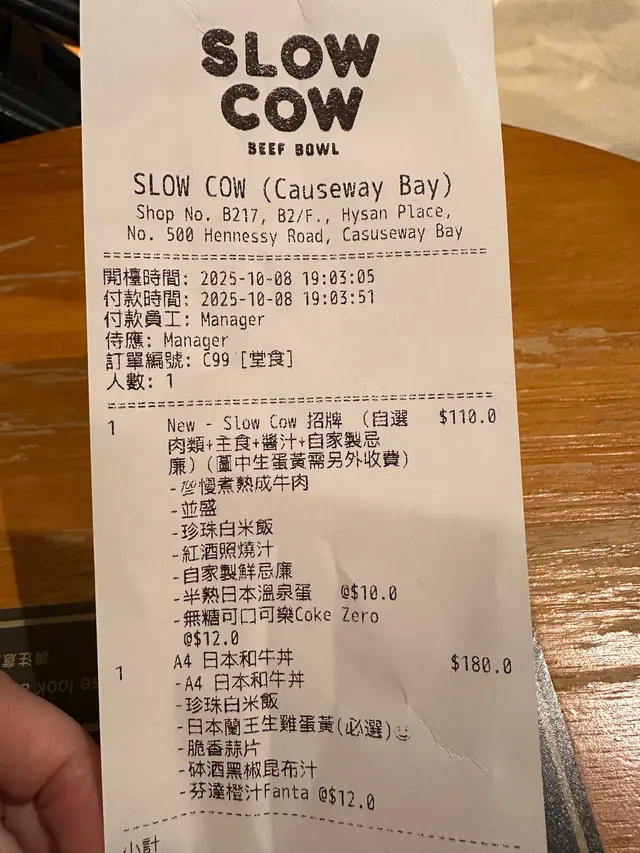 SLOW
COW
BEEF BOWL
SLOW COW (Causeway Bay)
Shop No. B217, B2/F., Hysan Place,
No. 500 Hennessy Road, Casuseway Bay
開檯時間: 2025-10-08 19:03:05
付款時間: 2025-10-08 19:03:51
付款員工: Manager
侍應: Manager
訂單編號: C99 [堂食]
人數: 1
1 New - Slow Cow 招牌 (自選 $110.0
肉類+主食+醬汁+自家製忌
廉)(圖中生蛋黃需另外收費)
-慢煮熟成牛肉
-並盛
-珍珠白米飯
-紅酒照燒汁
-自家製鮮忌廉
-半熟日本溫泉蛋 @$10.0
-無糖可口可樂Coke Zero
@$12.0
1 A4 日本和牛丼 $180.0
-A4 日本和牛丼
-珍珠白米飯
-日本蘭王生雞蛋黃(必選)
-脆香蒜片
-砵酒黑椒昆布汁
-芬達橙汁Fanta @$12.0
小計
請注意
se look